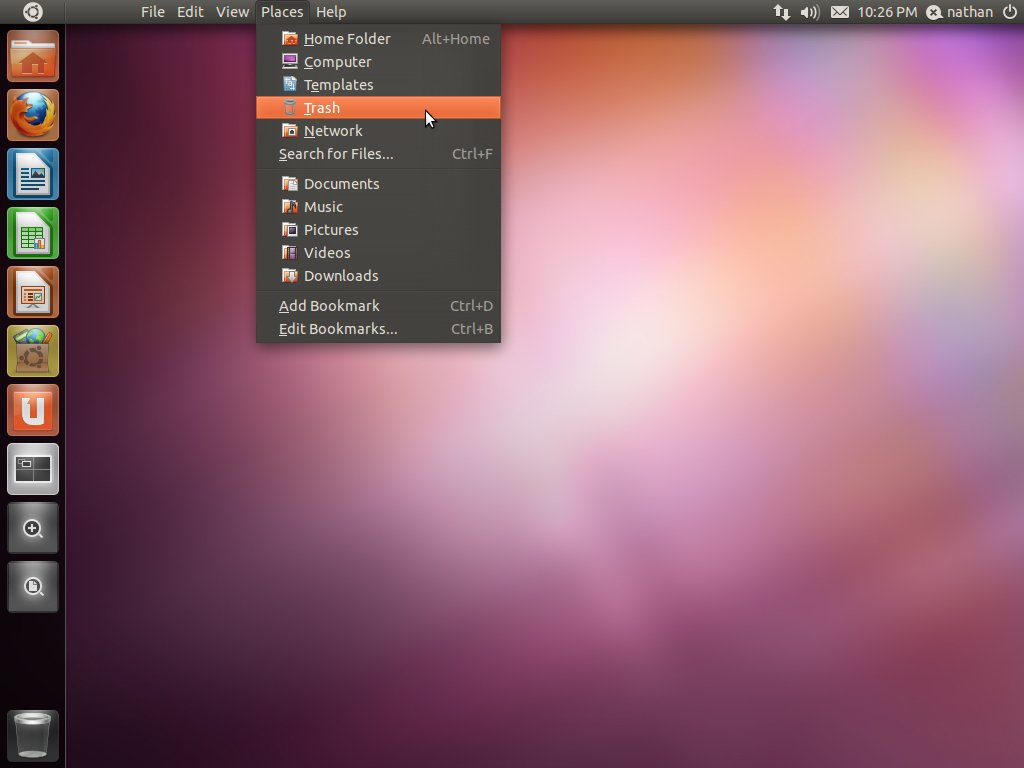 File Edit View Places Help 10:26 PM nathan
Home Folder Alt+Home
Computer
Templates
Trash
Network
Search for Files... Ctrl+F
Documents
Music
Pictures
Videos
Downloads
Add Bookmark Ctrl+D
Edit Bookmarks... Ctrl+B
U